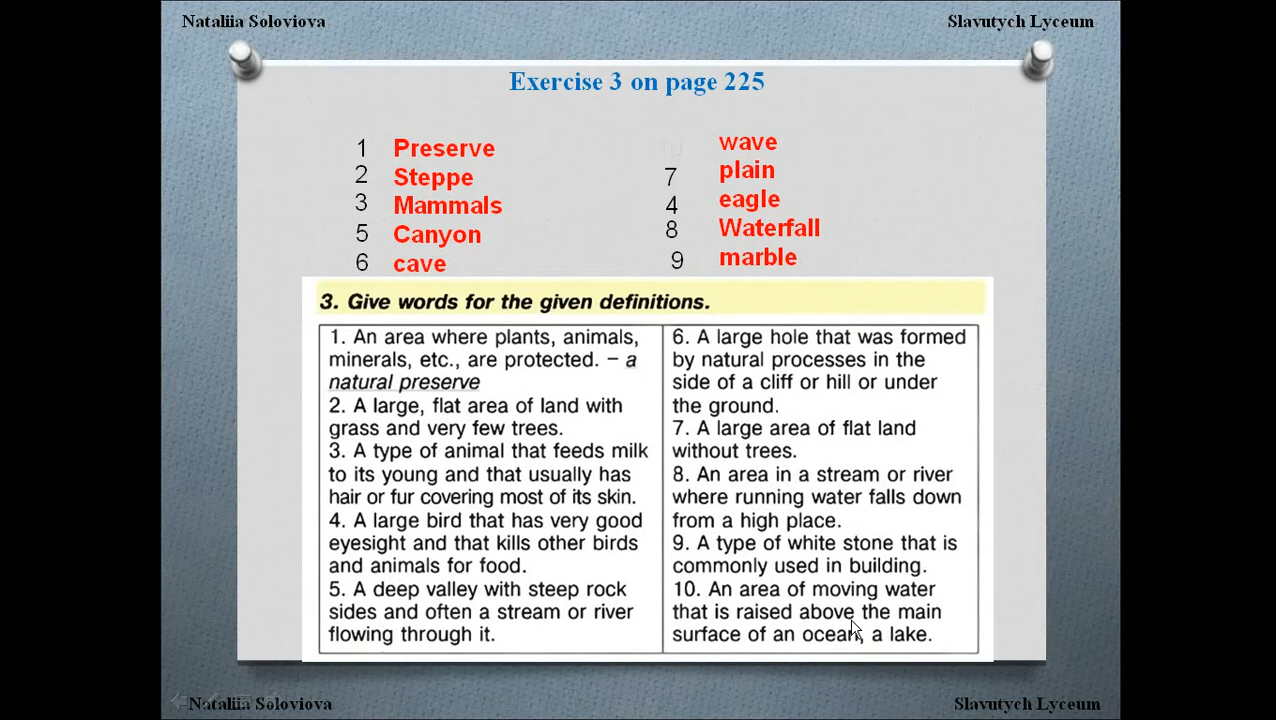 Nataliia Soloviova
Slavutych Lyceum
Exercise 3 on page 225
1 Preserve
2 Steppe
3 Mammals
5 Canyon
6 cave
wave
7 plain
4 eagle
8 Waterfall
9 marble
3. Give words for the given definitions.
1. An area where plants, animals,
minerals, etc., are protected. – a
natural preserve
2. A large, flat area of land with
grass and very few trees.
3. A type of animal that feeds milk
to its young and that usually has
hair or fur covering most of its skin.
4. A large bird that has very good
eyesight and that kills other birds
and animals for food.
5. A deep valley with steep rock
sides and often a stream or river
flowing through it.
6. A large hole that was formed
by natural processes in the
side of a cliff or hill or under
the ground.
7. A large area of flat land
without trees.
8. An area in a stream or river
where running water falls down
from a high place.
9. A type of white stone that is
commonly used in building.
10. An area of moving water
that is raised above the main
surface of an ocean, a lake.
Nataliia Soloviova
Slavutych Lyceum